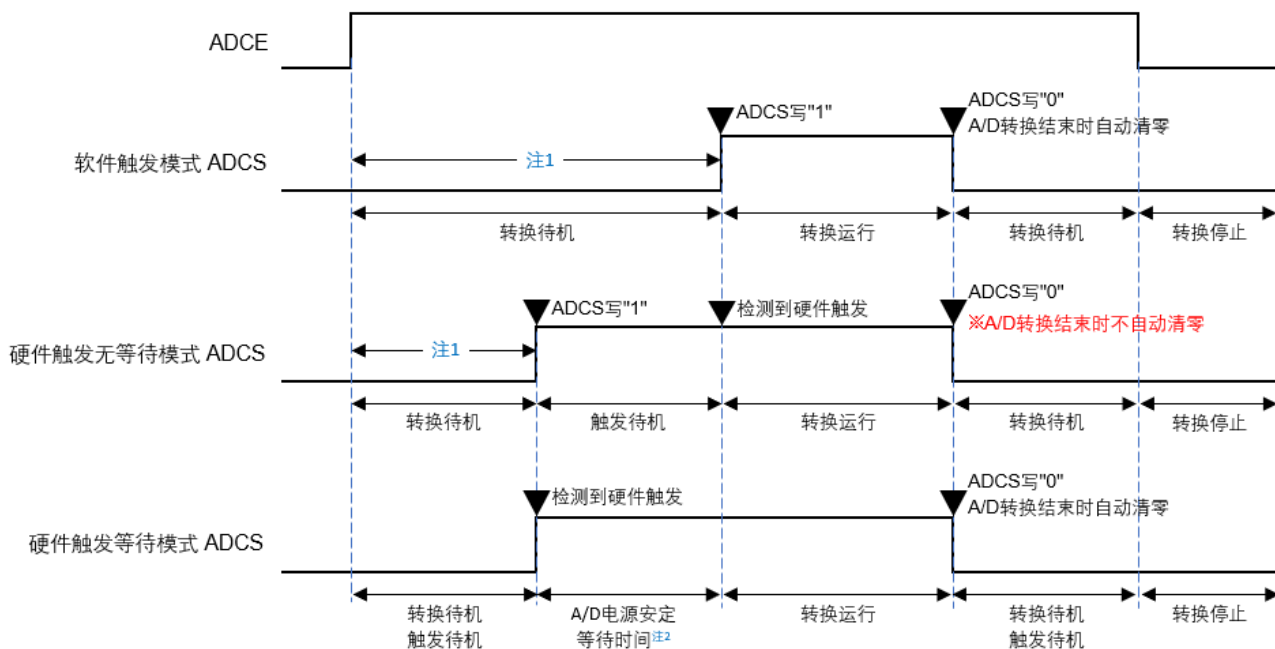 ADCE
ADCS写"1"
ADCS写"0"
A/D转换结束时自动清零
软件触发模式 ADCS
注1
转换待机
转换运行
转换待机
转换停止
ADCS写"1"
检测到硬件触发
ADCS写"0"
※A/D转换结束时不自动清零
硬件触发无等待模式 ADCS
注1
转换待机
触发待机
转换运行
转换待机
转换停止
检测到硬件触发
ADCS写"0"
A/D转换结束时自动清零
硬件触发等待模式 ADCS
转换待机
触发待机
A/D电源安定
等待时间注2
转换运行
转换待机
触发待机
转换停止